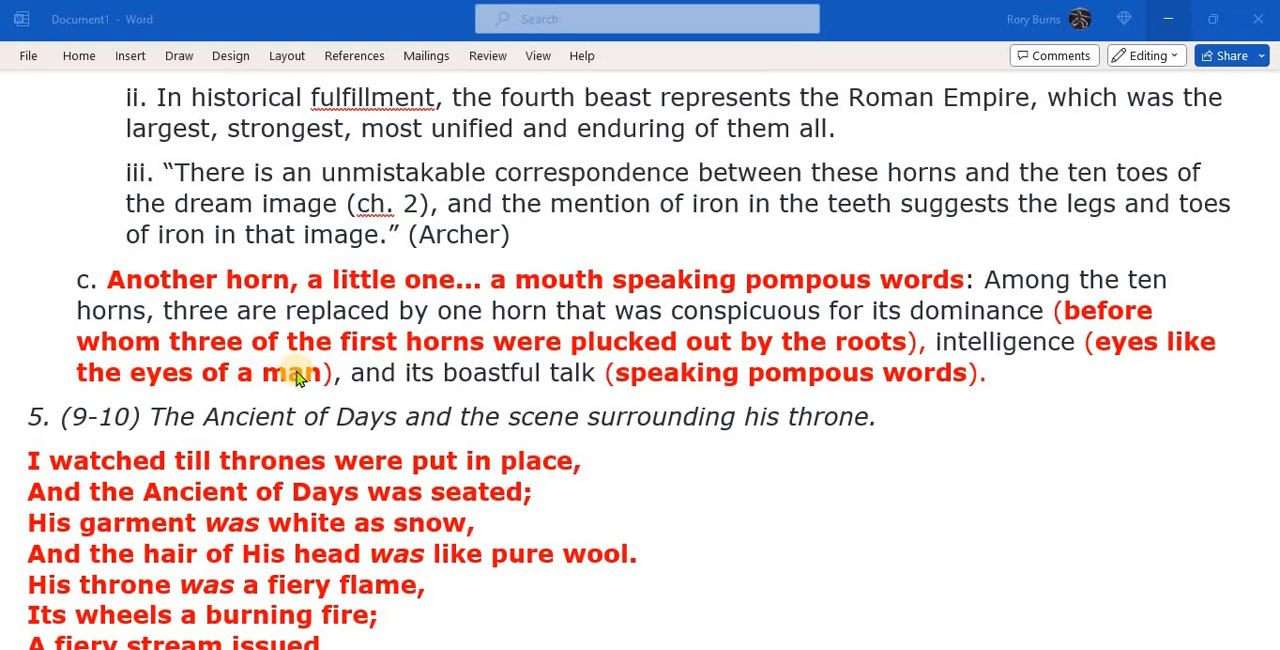 Document1 - Word
Search
Rory Burns
File Home Insert Draw Design Layout References Mailings Review View Help
Comments Editing Share
ii. In historical fulfillment, the fourth beast represents the Roman Empire, which was the
largest, strongest, most unified and enduring of them all.
iii. “There is an unmistakable correspondence between these horns and the ten toes of
the dream image (ch. 2), and the mention of iron in the teeth suggests the legs and toes
of iron in that image.” (Archer)
c. Another horn, a little one... a mouth speaking pompous words: Among the ten
horns, three are replaced by one horn that was conspicuous for its dominance (before
whom three of the first horns were plucked out by the roots), intelligence (eyes like
the eyes of a man), and its boastful talk (speaking pompous words).
5. (9-10) The Ancient of Days and the scene surrounding his throne.
I watched till thrones were put in place,
And the Ancient of Days was seated;
His garment was white as snow,
And the hair of His head was like pure wool.
His throne was a fiery flame,
Its wheels a burning fire;
A fiery stream issued